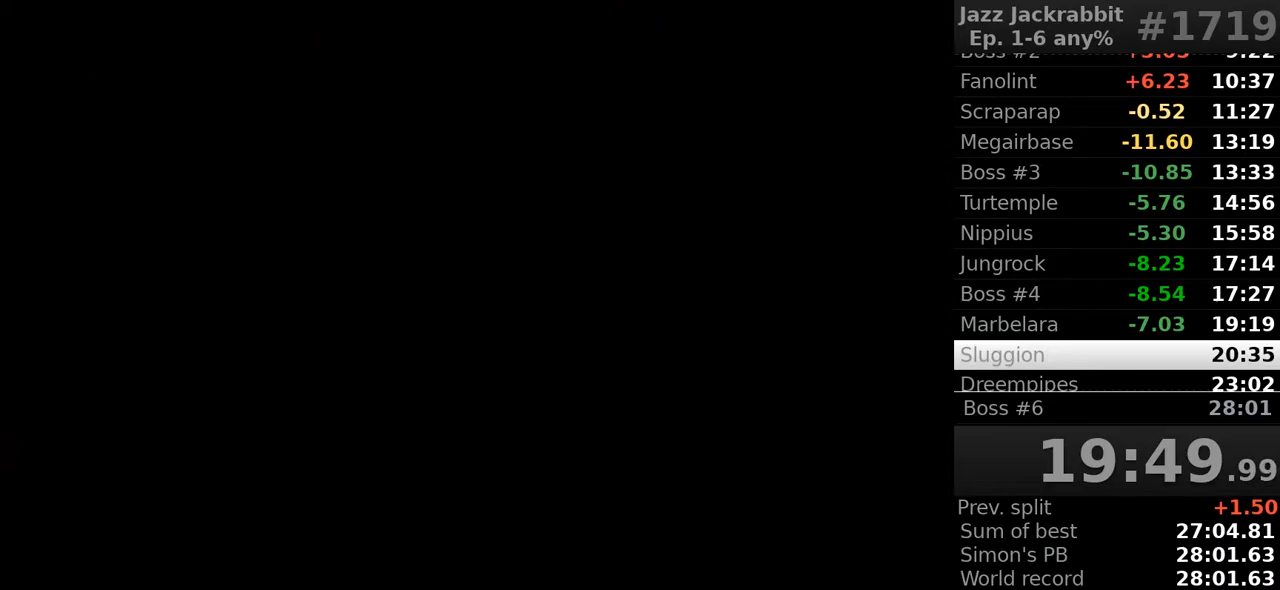 Jazz Jackrabbit #1719
Ep. 1-6 any%
Boss #2 9:22
Fanolint +6.23 10:37
Scraparap -0.52 11:27
Megairbase -11.60 13:19
Boss #3 -10.85 13:33
Turtemple -5.76 14:56
Nippius -5.30 15:58
Jungrock -8.23 17:14
Boss #4 -8.54 17:27
Marbelara -7.03 19:19
Sluggion 20:35
Dreempipes 23:02
Boss #6 28:01
19:49.99
Prev. split +1.50
Sum of best 27:04.81
Simon's PB 28:01.63
World record 28:01.63